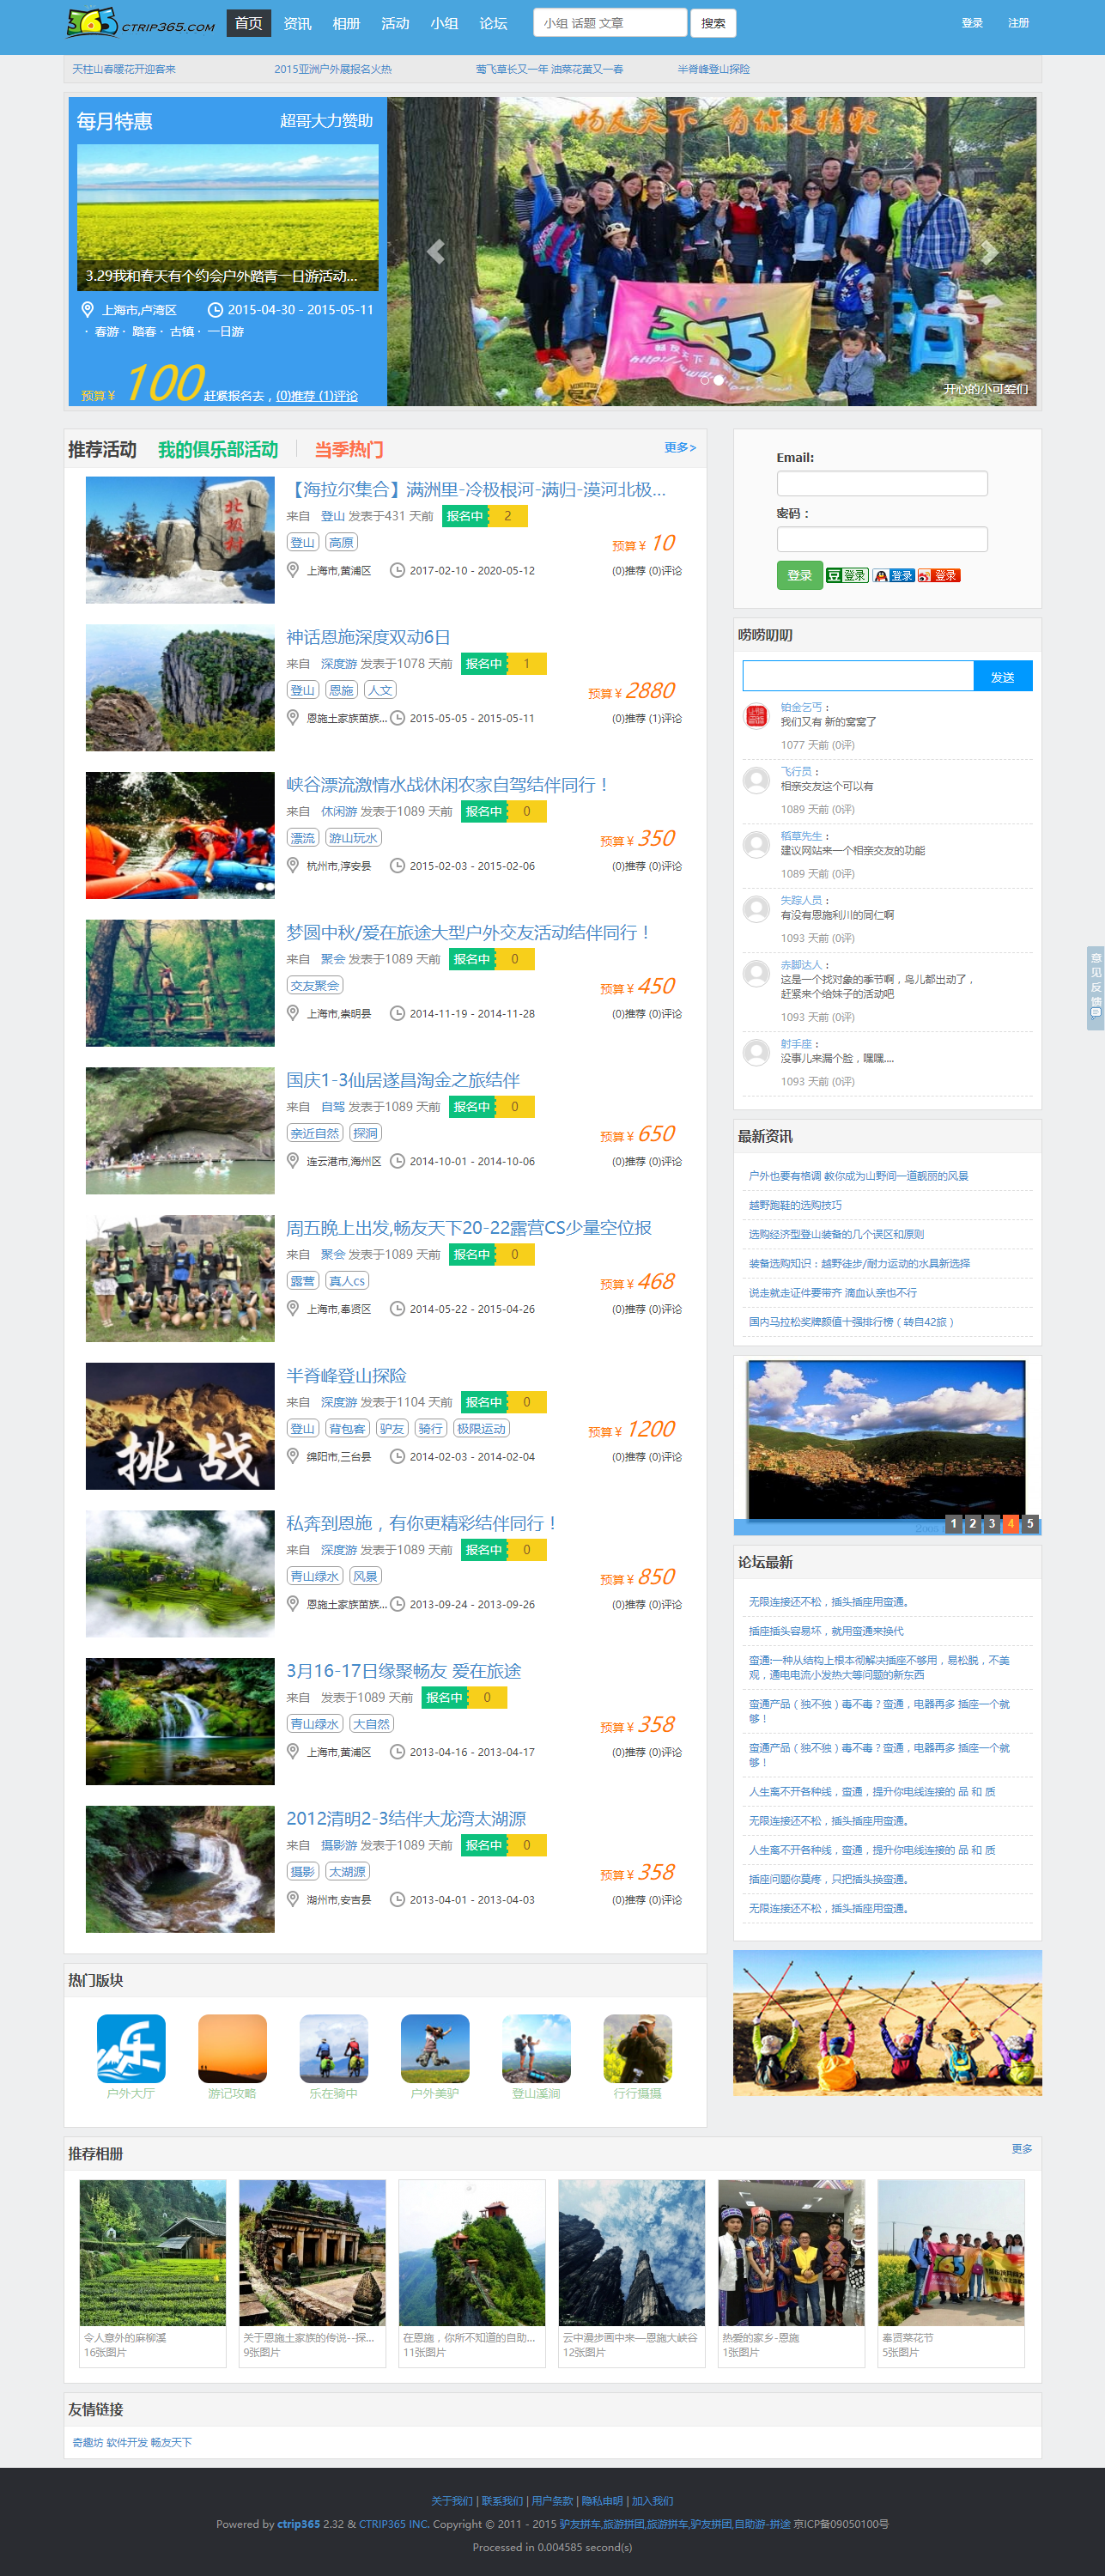 365 CTRIP365.COM 首页 资讯 相册 活动 小组 论坛 小组 话题 文章 搜索 登录 注册
天柱山春暖花开迎客来 2015亚洲户外展报名火热 莺飞草长又一年 油菜花黄又一春 半脊峰登山探险
每月特惠 超哥大力赞助
畅友天下 有你更精彩
3.29我和春天有个约会户外踏青一日游活动...
上海市,卢湾区 2015-04-30 - 2015-05-11
· 春游 · 踏春 · 古镇 · 一日游
预算￥ 100 赶紧报名去，(0)推荐 (1)评论
365
开心的小可爱们
推荐活动 我的俱乐部活动 当季热门 更多>
【海拉尔集合】满洲里-冷极根河-满归-漠河北极...
来自 登山 发表于431 天前 报名中 2
登山 高原
预算￥ 10
上海市,黄浦区 2017-02-10 - 2020-05-12 (0)推荐 (0)评论
北极村
神话恩施深度双动6日
来自 深度游 发表于1078 天前 报名中 1
登山 恩施 人文
预算￥ 2880
恩施土家族苗族... 2015-05-05 - 2015-05-11 (0)推荐 (1)评论
峡谷漂流激情水战休闲农家自驾结伴同行！
来自 休闲游 发表于1089 天前 报名中 0
漂流 游山玩水
预算￥ 350
杭州市,淳安县 2015-02-03 - 2015-02-06 (0)推荐 (0)评论
梦圆中秋/爱在旅途大型户外交友活动结伴同行！
来自 聚会 发表于1089 天前 报名中 0
交友聚会
预算￥ 450
上海市,崇明县 2014-11-19 - 2014-11-28 (0)推荐 (0)评论
国庆1-3仙居遂昌淘金之旅结伴
来自 自驾 发表于1089 天前 报名中 0
亲近自然 探洞
预算￥ 650
连云港市,海州区 2014-10-01 - 2014-10-06 (0)推荐 (0)评论
周五晚上出发,畅友天下20-22露营CS少量空位报
来自 聚会 发表于1089 天前 报名中 0
露营 真人cs
预算￥ 468
上海市,奉贤区 2014-05-22 - 2015-04-26 (0)推荐 (0)评论
半脊峰登山探险
来自 深度游 发表于1104 天前 报名中 0
登山 背包客 驴友 骑行 极限运动
预算￥ 1200
绵阳市,三台县 2014-02-03 - 2014-02-04 (0)推荐 (0)评论
挑战
私奔到恩施，有你更精彩结伴同行！
来自 深度游 发表于1089 天前 报名中 0
青山绿水 风景
预算￥ 850
恩施土家族苗族... 2013-09-24 - 2013-09-26 (0)推荐 (0)评论
3月16-17日缘聚畅友 爱在旅途
来自 发表于1089 天前 报名中 0
青山绿水 大自然
预算￥ 358
上海市,黄浦区 2013-04-16 - 2013-04-17 (0)推荐 (0)评论
2012清明2-3结伴大龙湾太湖源
来自 摄影游 发表于1089 天前 报名中 0
摄影 太湖源
预算￥ 358
湖州市,安吉县 2013-04-01 - 2013-04-03 (0)推荐 (0)评论
Email:
密码：
登录 豆登录 登录 登录
唠唠叨叨
发送
铂金乞丐：
我们又有 新的窝窝了
1077 天前 (0评)
飞行员：
相亲交友这个可以有
1089 天前 (0评)
稻草先生：
建议网站来一个相亲交友的功能
1089 天前 (0评)
失踪人员：
有没有恩施利川的同仁啊
1093 天前 (0评)
赤脚达人：
这是一个找对象的季节啊，鸟儿都出动了，
赶紧来个给妹子的活动吧
1093 天前 (0评)
射手座：
没事儿来漏个脸，嘿嘿....
1093 天前 (0评)
意见反馈
最新资讯
户外也要有格调 教你成为山野间一道靓丽的风景
越野跑鞋的选购技巧
选购经济型登山装备的几个误区和原则
装备选购知识：越野徒步/耐力运动的水具新选择
说走就走证件要带齐 滴血认亲也不行
国内马拉松奖牌颜值十强排行榜（转自42旅）
1 2 3 4 5
论坛最新
无限连接还不松，插头插座用蛮通。
插座插头容易坏，就用蛮通来换代
蛮通:一种从结构上根本彻解决插座不够用，易松脱，不美
观，通电电流小发热大等问题的新东西
蛮通产品（独不独）毒不毒？蛮通，电器再多 插座一个就
够！
蛮通产品（独不独）毒不毒？蛮通，电器再多 插座一个就
够！
人生离不开各种线，蛮通，提升你电线连接的 品 和 质
无限连接还不松，插头插座用蛮通。
人生离不开各种线，蛮通，提升你电线连接的 品 和 质
插座问题你莫疼，只把插头换蛮通。
无限连接还不松，插头插座用蛮通。
热门版块
乐
户外大厅 游记攻略 乐在骑中 户外美驴 登山溪涧 行行摄摄
推荐相册 更多
令人意外的麻柳溪 关于恩施土家族的传说--探... 在恩施，你所不知道的自助... 云中漫步画中来—恩施大峡谷 热爱的家乡-恩施 奉贤菜花节
16张图片 9张图片 11张图片 12张图片 1张图片 5张图片
友情链接
奇趣坊 软件开发 畅友天下
关于我们 | 联系我们 | 用户条款 | 隐私申明 | 加入我们
Powered by ctrip365 2.32 & CTRIP365 INC. Copyright © 2011 - 2015 驴友拼车,旅游拼团,旅游拼车,驴友拼团,自助游-拼途 京ICP备09050100号
Processed in 0.004585 second(s)